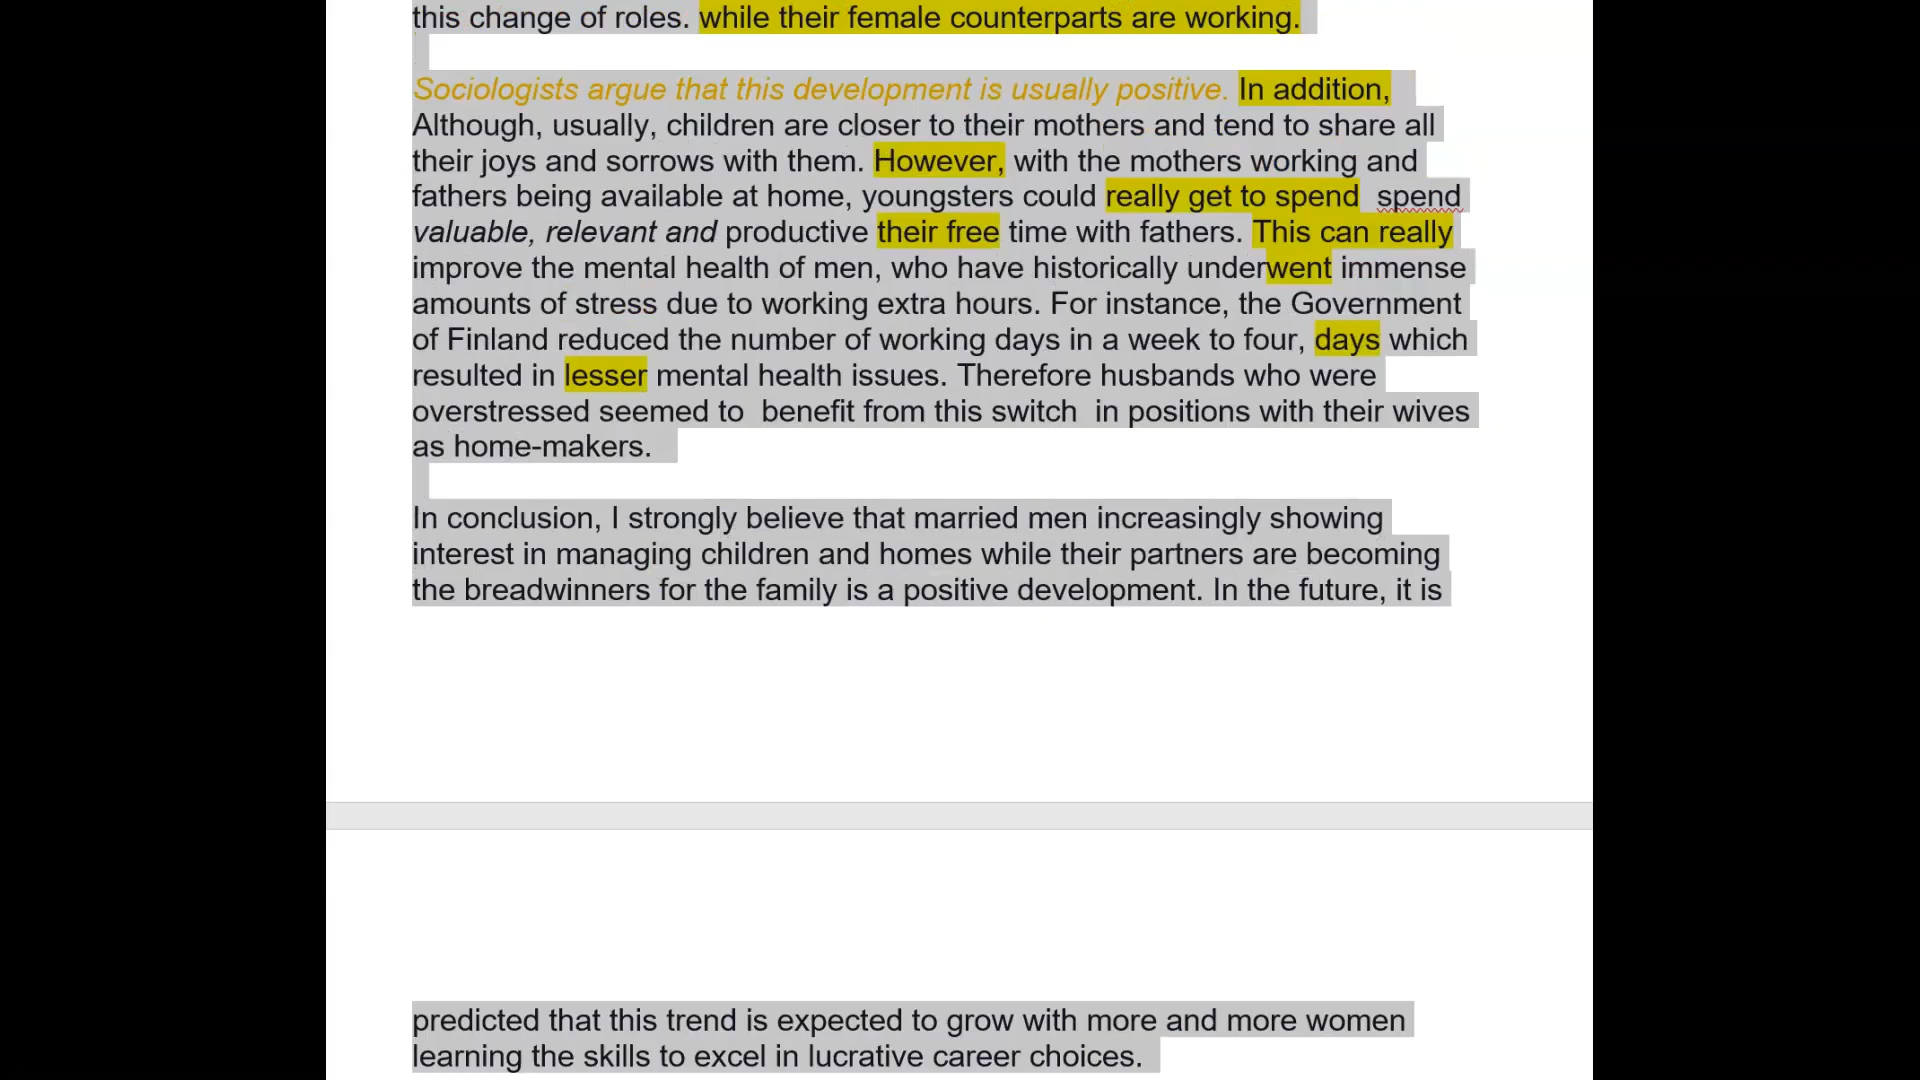 this change of roles. while their female counterparts are working.
Sociologists argue that this development is usually positive. In addition,
Although, usually, children are closer to their mothers and tend to share all
their joys and sorrows with them. However, with the mothers working and
fathers being available at home, youngsters could really get to spend  spend
valuable, relevant and productive their free time with fathers. This can really
improve the mental health of men, who have historically underwent immense
amounts of stress due to working extra hours. For instance, the Government
of Finland reduced the number of working days in a week to four, days which
resulted in lesser mental health issues. Therefore husbands who were
overstressed seemed to  benefit from this switch  in positions with their wives
as home-makers.
In conclusion, I strongly believe that married men increasingly showing
interest in managing children and homes while their partners are becoming
the breadwinners for the family is a positive development. In the future, it is
predicted that this trend is expected to grow with more and more women
learning the skills to excel in lucrative career choices.